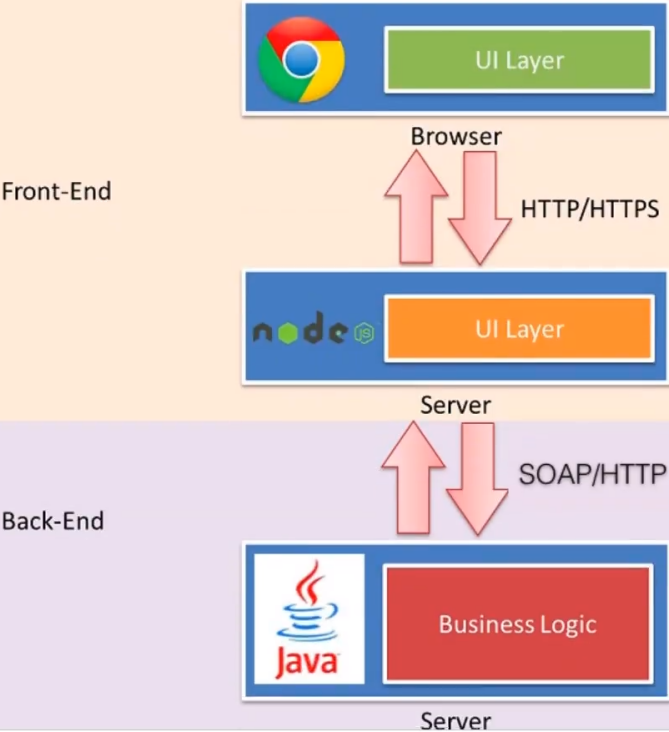 UI Layer
Browser
Front-End
HTTP/HTTPS
node JS
UI Layer
Server
SOAP/HTTP
Back-End
Java
Business Logic
Server